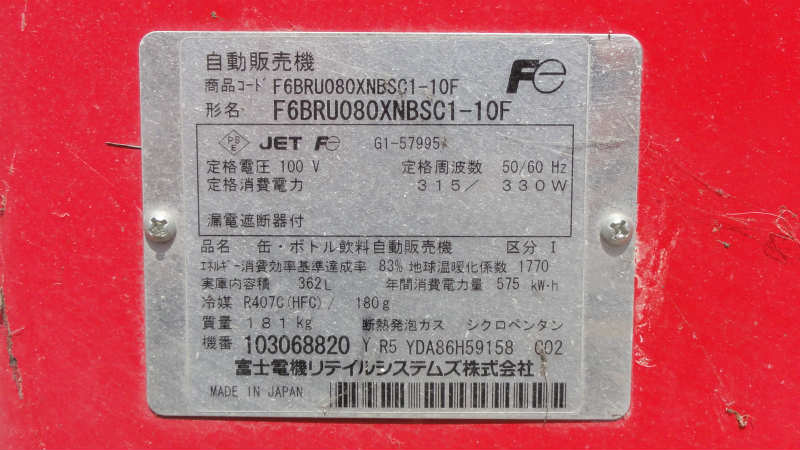 自動販売機
Fe
商品コード F6BRU080XNBSC1-10F
形名 F6BRU080XNBSC1-10F
PSE JET Fe G1-57995
定格電圧 100 V 定格周波数 50/60 Hz
定格消費電力 315/ 330W
漏電遮断器付
品名 缶・ボトル飲料自動販売機 区分 I
エネルギー消費効率基準達成率 83% 地球温暖化係数 1770
実庫内容積 362L 年間消費電力量 575 kW·h
冷媒 R407C(HFC)/ 180g
質量 181kg 断熱発泡ガス シクロペンタン
機番 103068820 Y R5 YDA86H59158 C02
富士電機リテイルシステムズ株式会社
MADE IN JAPAN